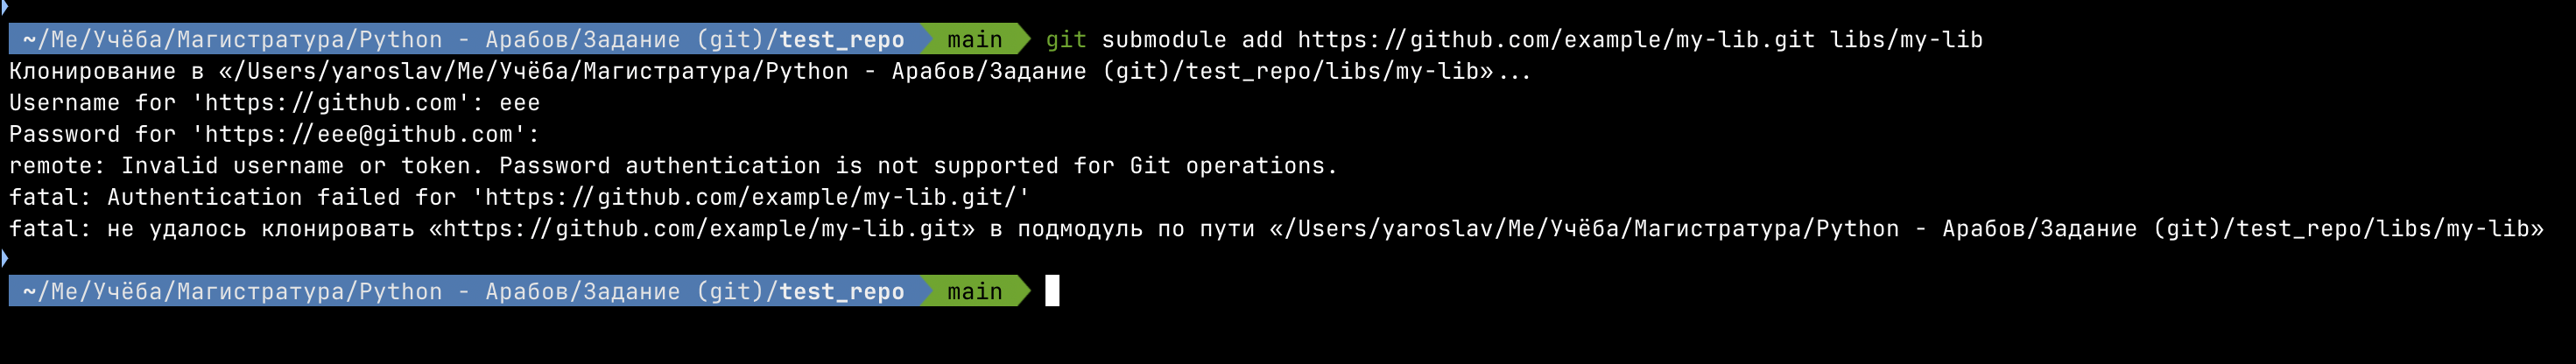 ~/Me/Учёба/Магистратура/Python - Арабов/Задание (git)/test_repo main git submodule add https://github.com/example/my-lib.git libs/my-lib
Клонирование в «/Users/yaroslav/Me/Учёба/Магистратура/Python - Арабов/Задание (git)/test_repo/libs/my-lib»...
Username for 'https://github.com': eee
Password for 'https://eee@github.com':
remote: Invalid username or token. Password authentication is not supported for Git operations.
fatal: Authentication failed for 'https://github.com/example/my-lib.git/'
fatal: не удалось клонировать «https://github.com/example/my-lib.git» в подмодуль по пути «/Users/yaroslav/Me/Учёба/Магистратура/Python - Арабов/Задание (git)/test_repo/libs/my-lib»
~/Me/Учёба/Магистратура/Python - Арабов/Задание (git)/test_repo main